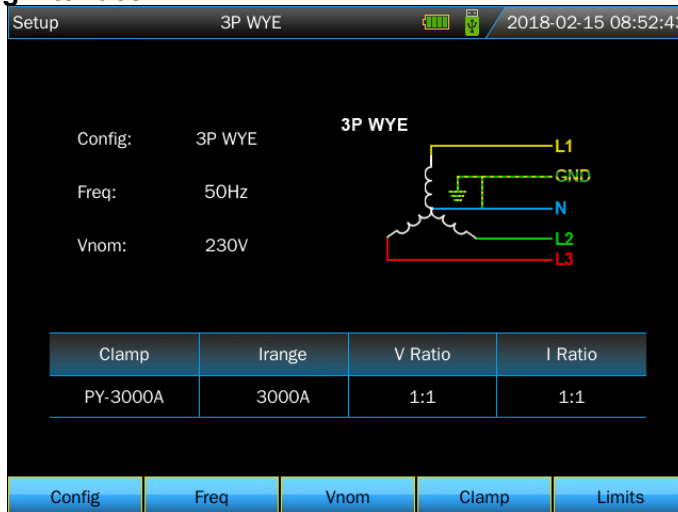 Setup 3P WYE 2018-02-15 08:52:43
3P WYE
Config: 3P WYE
L1
GND
Freq: 50Hz
N
Vnom: 230V
L2
L3
Clamp Irange V Ratio I Ratio
PY-3000A 3000A 1:1 1:1
Config Freq Vnom Clamp Limits